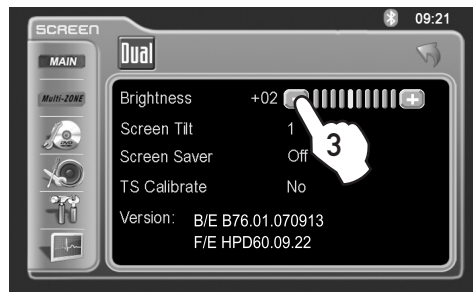 SCREEN
09:21
MAIN
Dual
Multi-ZONE
Brightness +02 - +
Screen Tilt 1
Screen Saver Off
TS Calibrate No
Version: B/E B76.01.070913
F/E HPD60.09.22
3